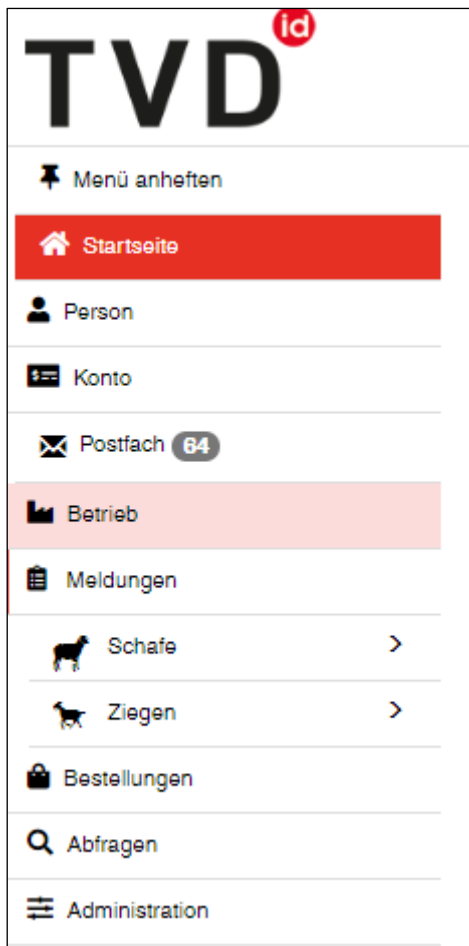 id
TVD
Menü anheften
Startseite
Person
Konto
Postfach 64
Betrieb
Meldungen
Schafe
Ziegen
Bestellungen
Abfragen
Administration